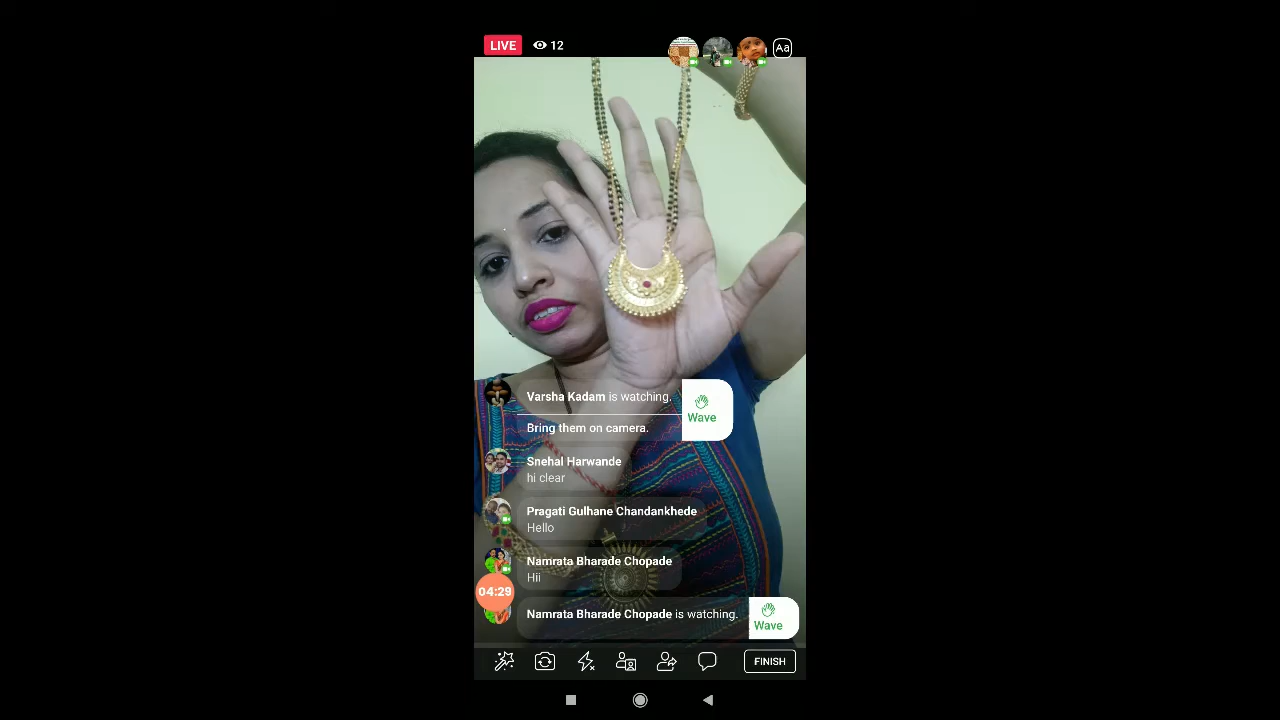 LIVE 12
Aa
Varsha Kadam is watching.
Wave
Bring them on camera.
Snehal Harwande
hi clear
Pragati Gulhane Chandankhede
Hello
Namrata Bharade Chopade
Hii
04:29
Namrata Bharade Chopade is watching.
Wave
FINISH